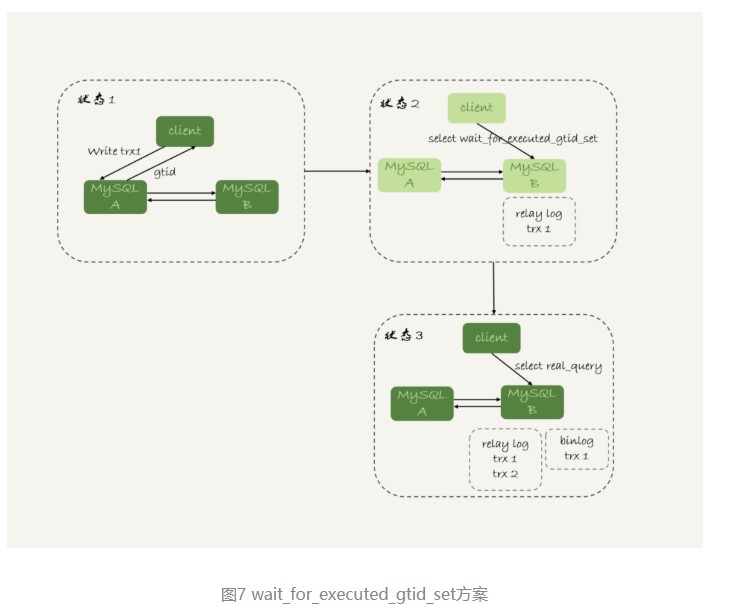 状态1
client
Write trx1
gtid
MySQL
A
MySQL
B
状态2
client
select wait_for_executed_gtid_set
MySQL
A
MySQL
B
relay log
trx 1
状态3
client
select real_query
MySQL
A
MySQL
B
relay log
trx 1
trx 2
binlog
trx 1
图7 wait_for_executed_gtid_set方案